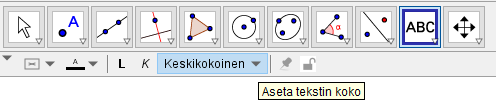 A
α
ABC
A L K Keskikokoinen
Aseta tekstin koko